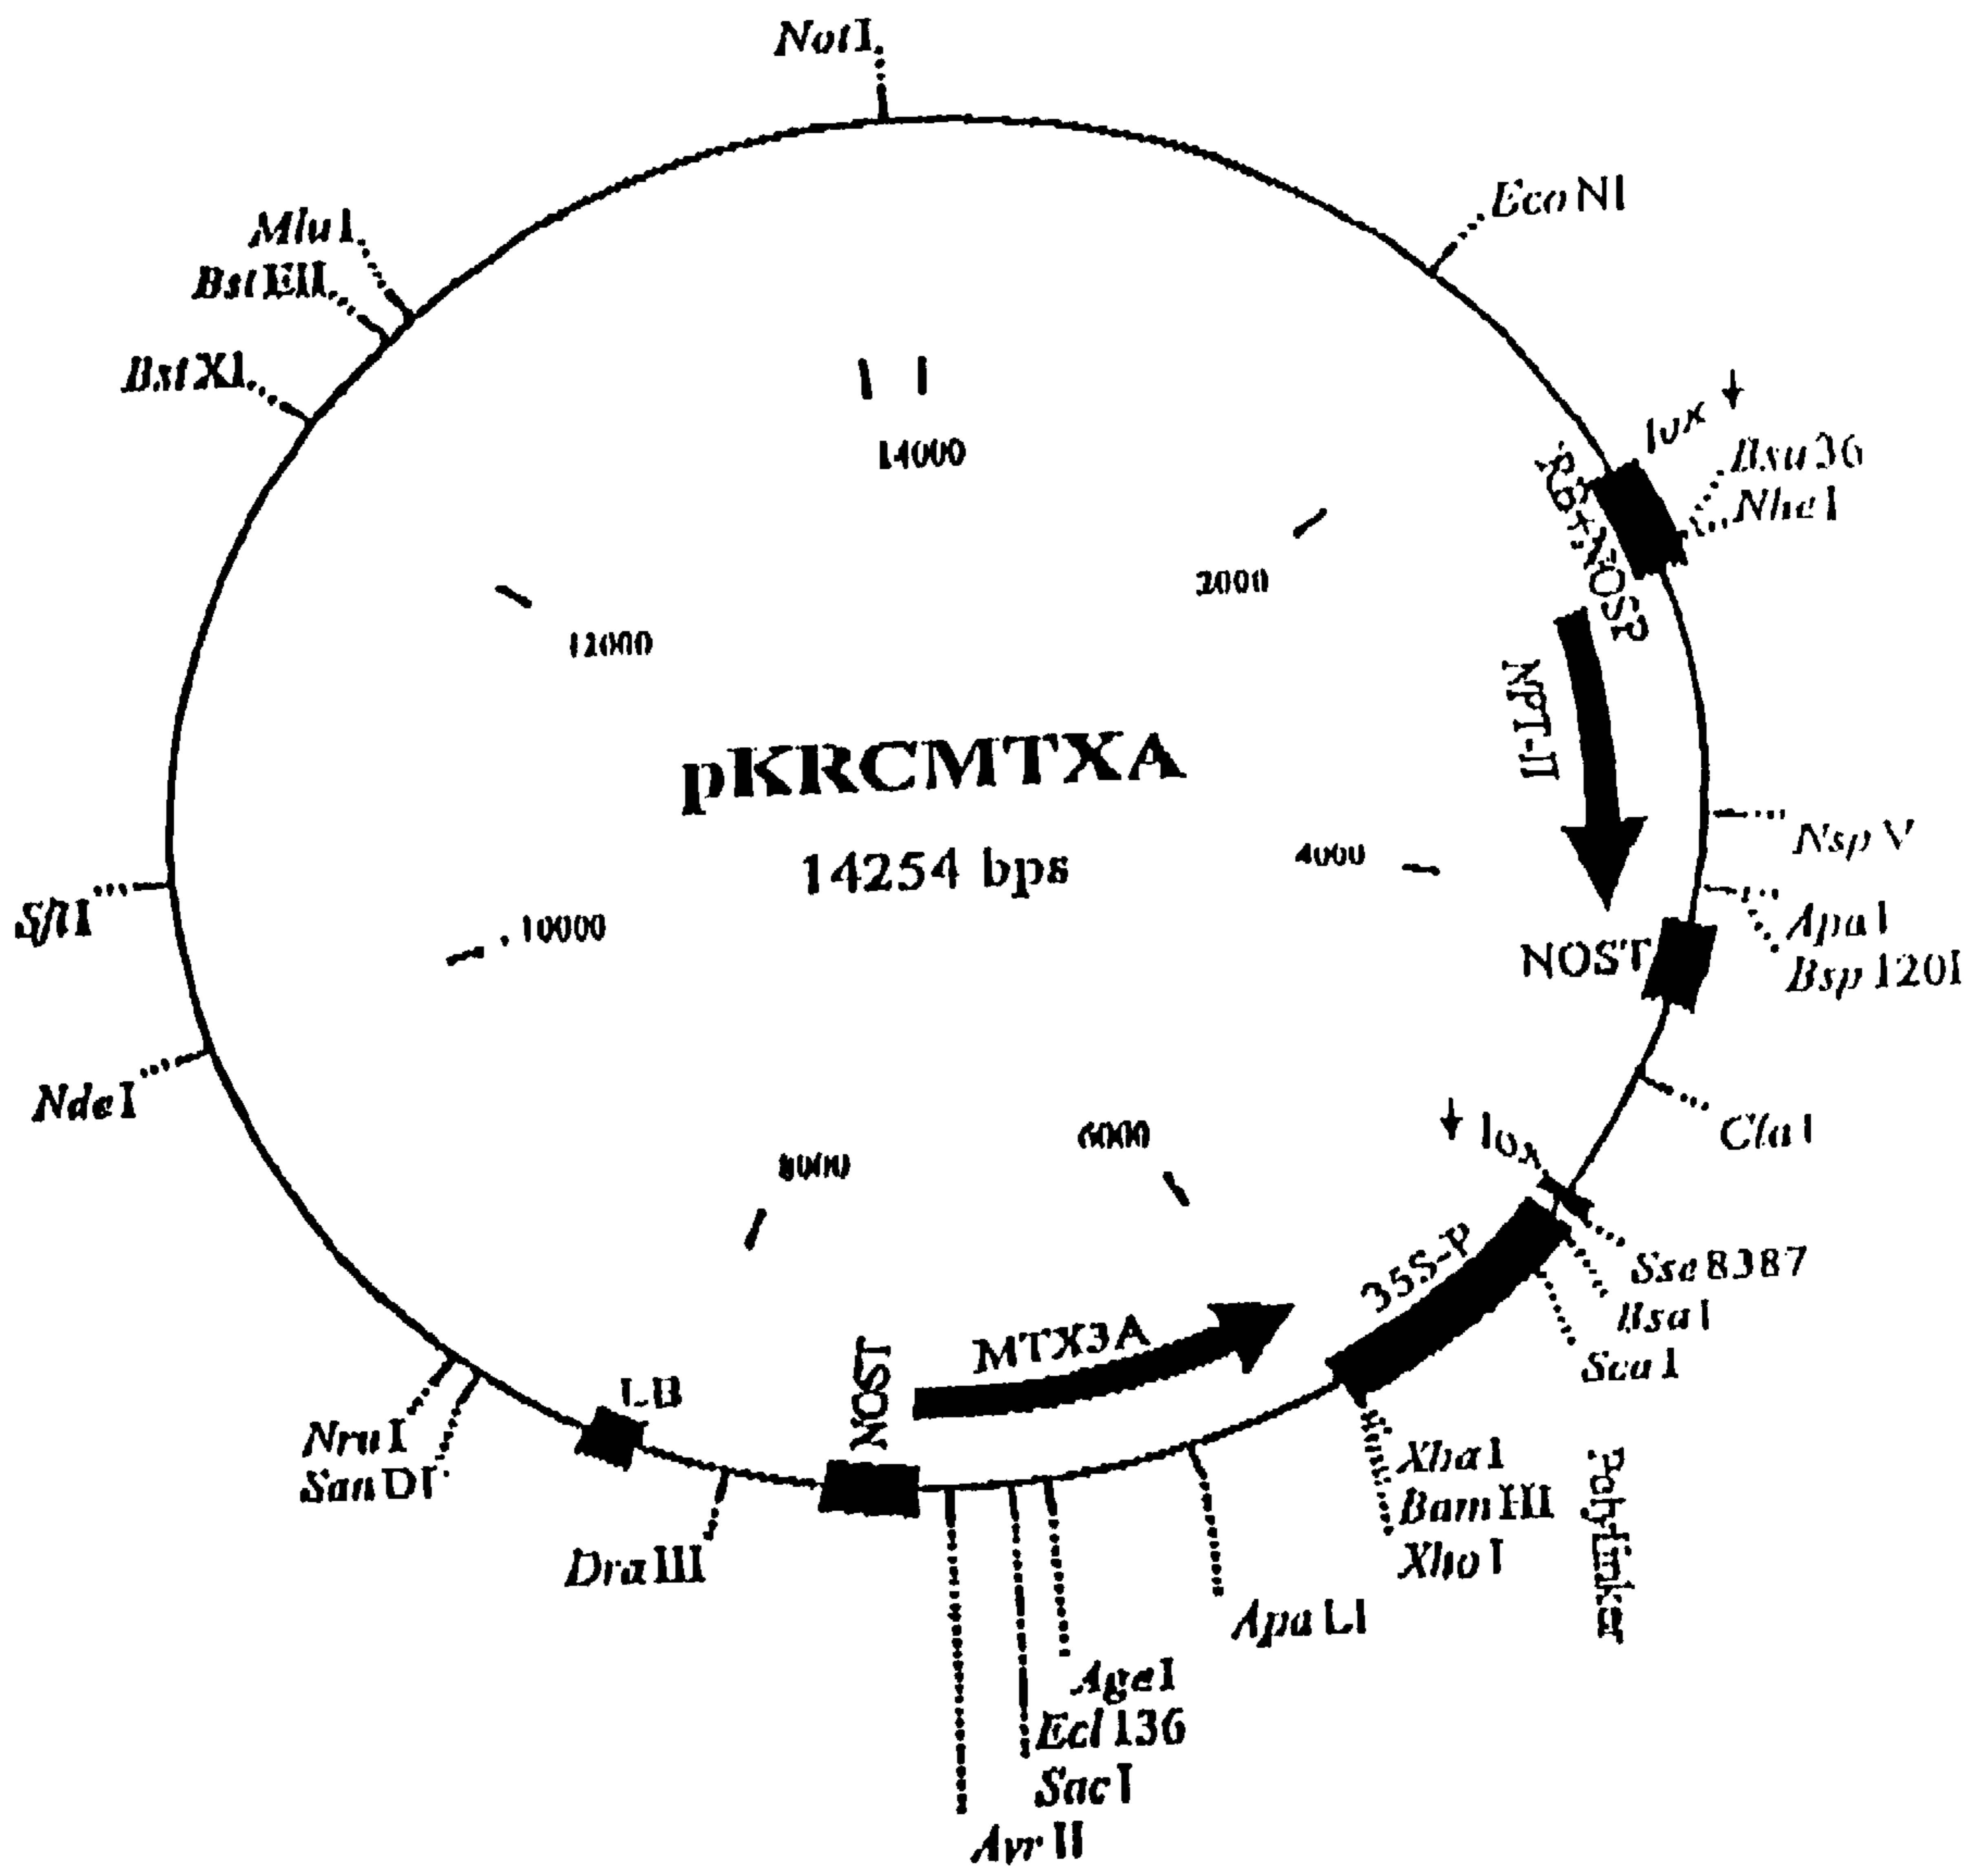 NotI
EcoNI
MluI
BstEII
BstXI
lox ↓
Bsu36
NheI
14000
2000
12000
NPT-II
pKRCMTXA
14254 bps
4000
NspV
SfiI
10000
ApaI
Bsp120I
NOST
NdeI
ClaI
↓ lox
6000
8000
35S-P
Sse8387
BsaI
ScaI
MTX3A
NOST
LB
NruI
SanDI
DraIII
XbaI
BamHI
XhoI
PolyLinker
ApaLI
AgeI
Ecl136
SacI
AvrII